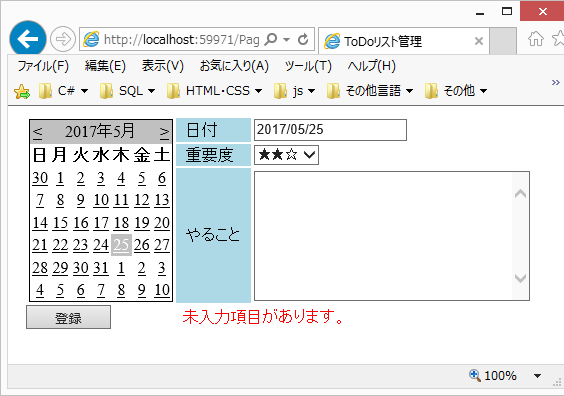 http://localhost:59971/Pag
ToDoリスト管理
ファイル(F) 編集(E) 表示(V) お気に入り(A) ツール(T) ヘルプ(H)
C# SQL HTML・CSS js その他言語 その他
< 2017年5月 >
日 月 火 水 木 金 土
30 1 2 3 4 5 6
7 8 9 10 11 12 13
14 15 16 17 18 19 20
21 22 23 24 25 26 27
28 29 30 31 1 2 3
4 5 6 7 8 9 10
日付 2017/05/25
重要度 ★★☆
やること
登録
未入力項目があります。
100%